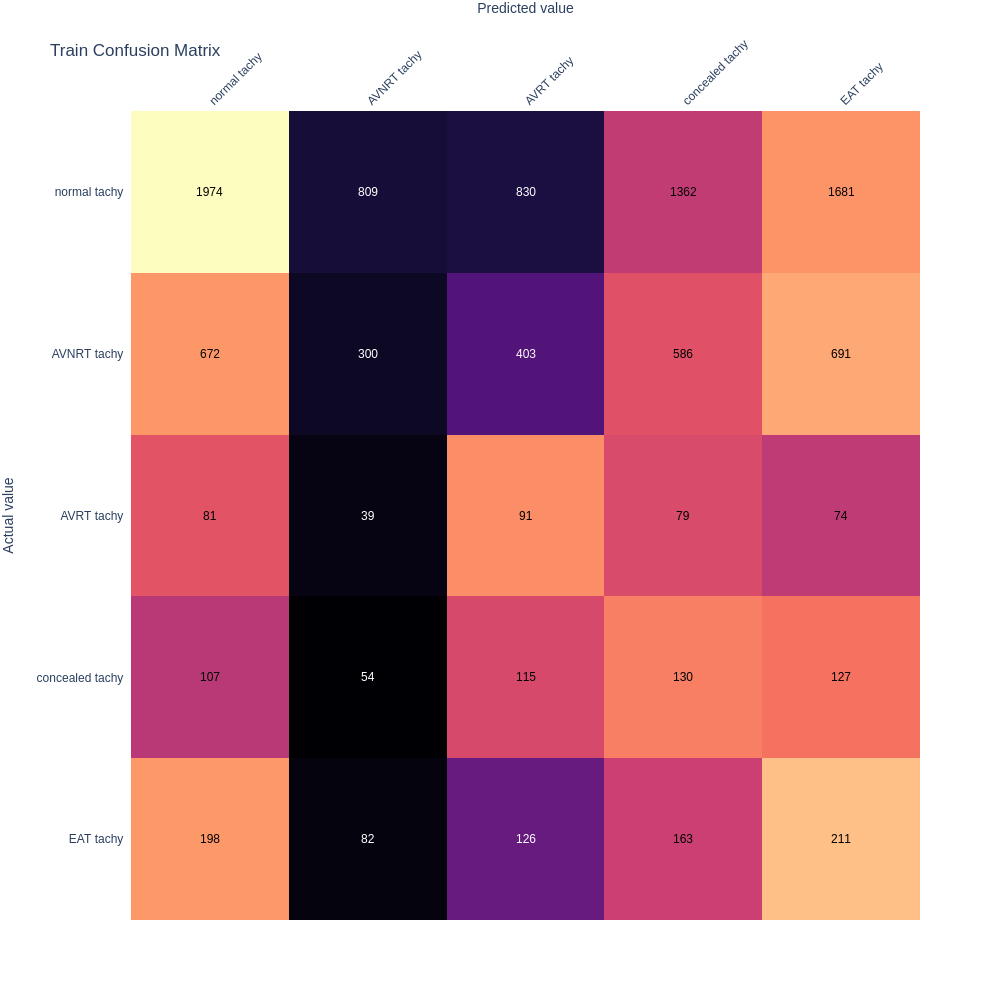 Predicted value
Train Confusion Matrix
normal tachy AVNRT tachy AVRT tachy concealed tachy EAT tachy
normal tachy 1974 809 830 1362 1681
AVNRT tachy 672 300 403 586 691
AVRT tachy 81 39 91 79 74
concealed tachy 107 54 115 130 127
EAT tachy 198 82 126 163 211
Actual value